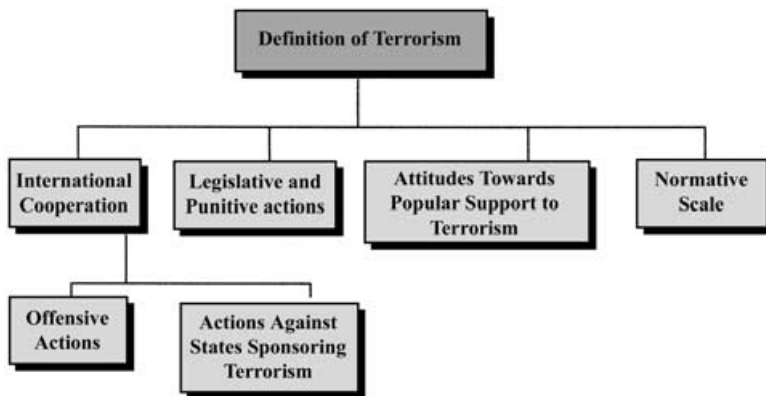 Definition of Terrorism
International
Cooperation
Legislative and
Punitive actions
Attitudes Towards
Popular Support to
Terrorism
Normative
Scale
Offensive
Actions
Actions Against
States Sponsoring
Terrorism